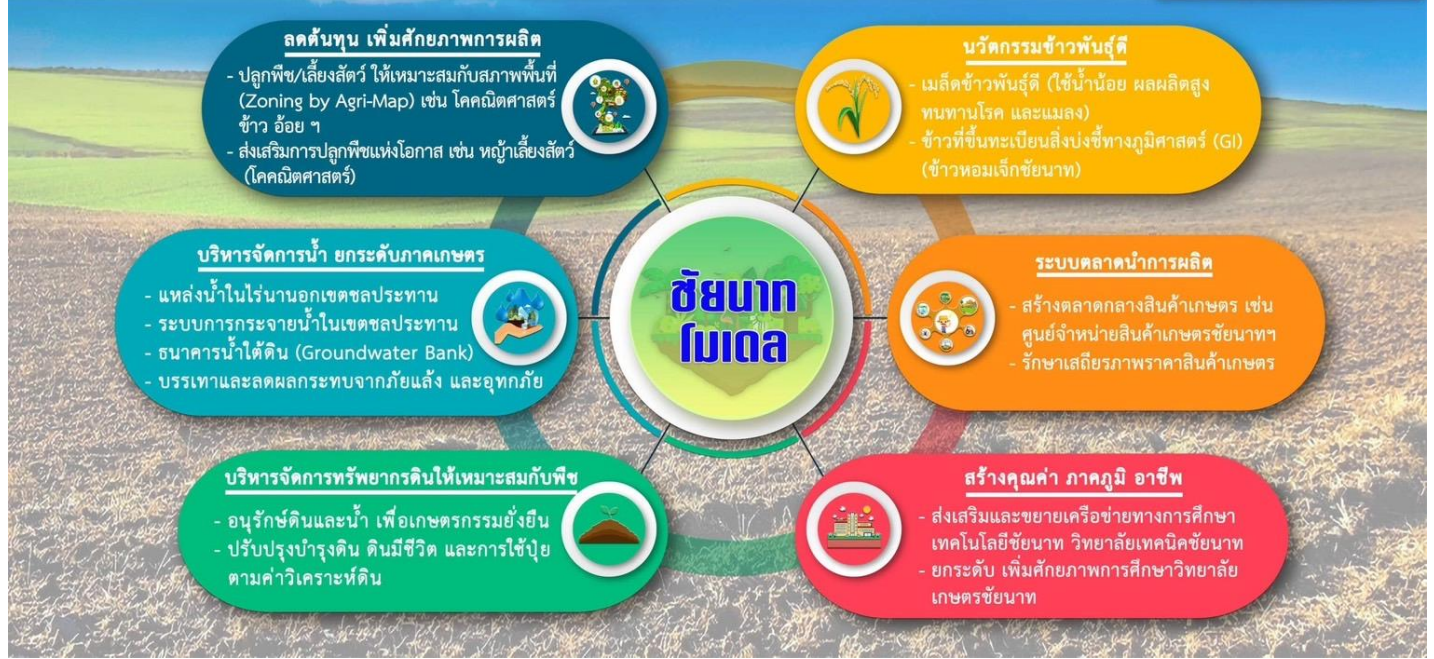 ลดต้นทุน เพิ่มศักยภาพการผลิต
- ปลูกพืช/เลี้ยงสัตว์ ให้เหมาะสมกับสภาพพื้นที่
(Zoning by Agri-Map) เช่น โคคณิตศาสตร์
ข้าว อ้อย ฯ
- ส่งเสริมการปลูกพืชแห่งโอกาส เช่น หญ้าเลี้ยงสัตว์
(โคคณิตศาสตร์)
นวัตกรรมข้าวพันธุ์ดี
- เมล็ดข้าวพันธุ์ดี (ใช้น้ำน้อย ผลผลิตสูง
ทนทานโรค และแมลง)
- ข้าวที่ขึ้นทะเบียนสิ่งบ่งชี้ทางภูมิศาสตร์ (GI)
(ข้าวหอมเจ็กชัยนาท)
บริหารจัดการน้ำ ยกระดับภาคเกษตร
- แหล่งน้ำในไร่นานอกเขตชลประทาน
- ระบบการกระจายน้ำในเขตชลประทาน
- ธนาคารน้ำใต้ดิน (Groundwater Bank)
- บรรเทาและลดผลกระทบจากภัยแล้ง และอุทกภัย
ชัยนาท
โมเดล
ระบบตลาดนำการผลิต
- สร้างตลาดกลางสินค้าเกษตร เช่น
ศูนย์จำหน่ายสินค้าเกษตรชัยนาทฯ
- รักษาเสถียรภาพราคาสินค้าเกษตร
บริหารจัดการทรัพยากรดินให้เหมาะสมกับพืช
- อนุรักษ์ดินและน้ำ เพื่อเกษตรกรรมยั่งยืน
- ปรับปรุงบำรุงดิน ดินมีชีวิต และการใช้ปุ๋ย
ตามค่าวิเคราะห์ดิน
สร้างคุณค่า ภาคภูมิ อาชีพ
- ส่งเสริมและขยายเครือข่ายทางการศึกษา
เทคโนโลยีชัยนาท วิทยาลัยเทคนิคชัยนาท
- ยกระดับ เพิ่มศักยภาพการศึกษาวิทยาลัย
เกษตรชัยนาท